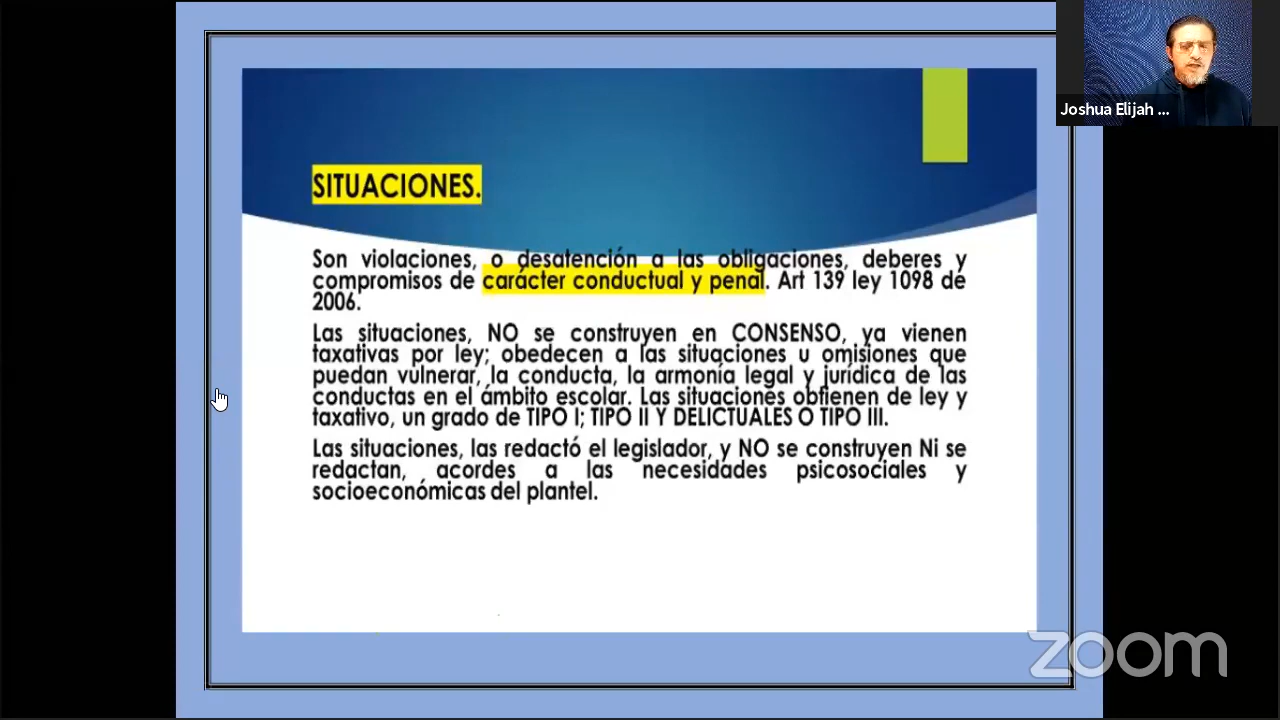 Joshua Elijah ...
SITUACIONES.
Son violaciones, o desatención a las obligaciones, deberes y
compromisos de carácter conductual y penal. Art 139 ley 1098 de
2006.
Las situaciones, NO se construyen en CONSENSO, ya vienen
taxativas por ley; obedecen a las situaciones u omisiones que
puedan vulnerar, la conducta, la armonía legal y jurídica de las
conductas en el ámbito escolar. Las situaciones obtienen de ley y
taxativo, un grado de TIPO I; TIPO II Y DELICTUALES O TIPO III.
Las situaciones, las redactó el legislador, y NO se construyen Ni se
redactan, acordes a las necesidades psicosociales y
socioeconómicas del plantel.
zoom